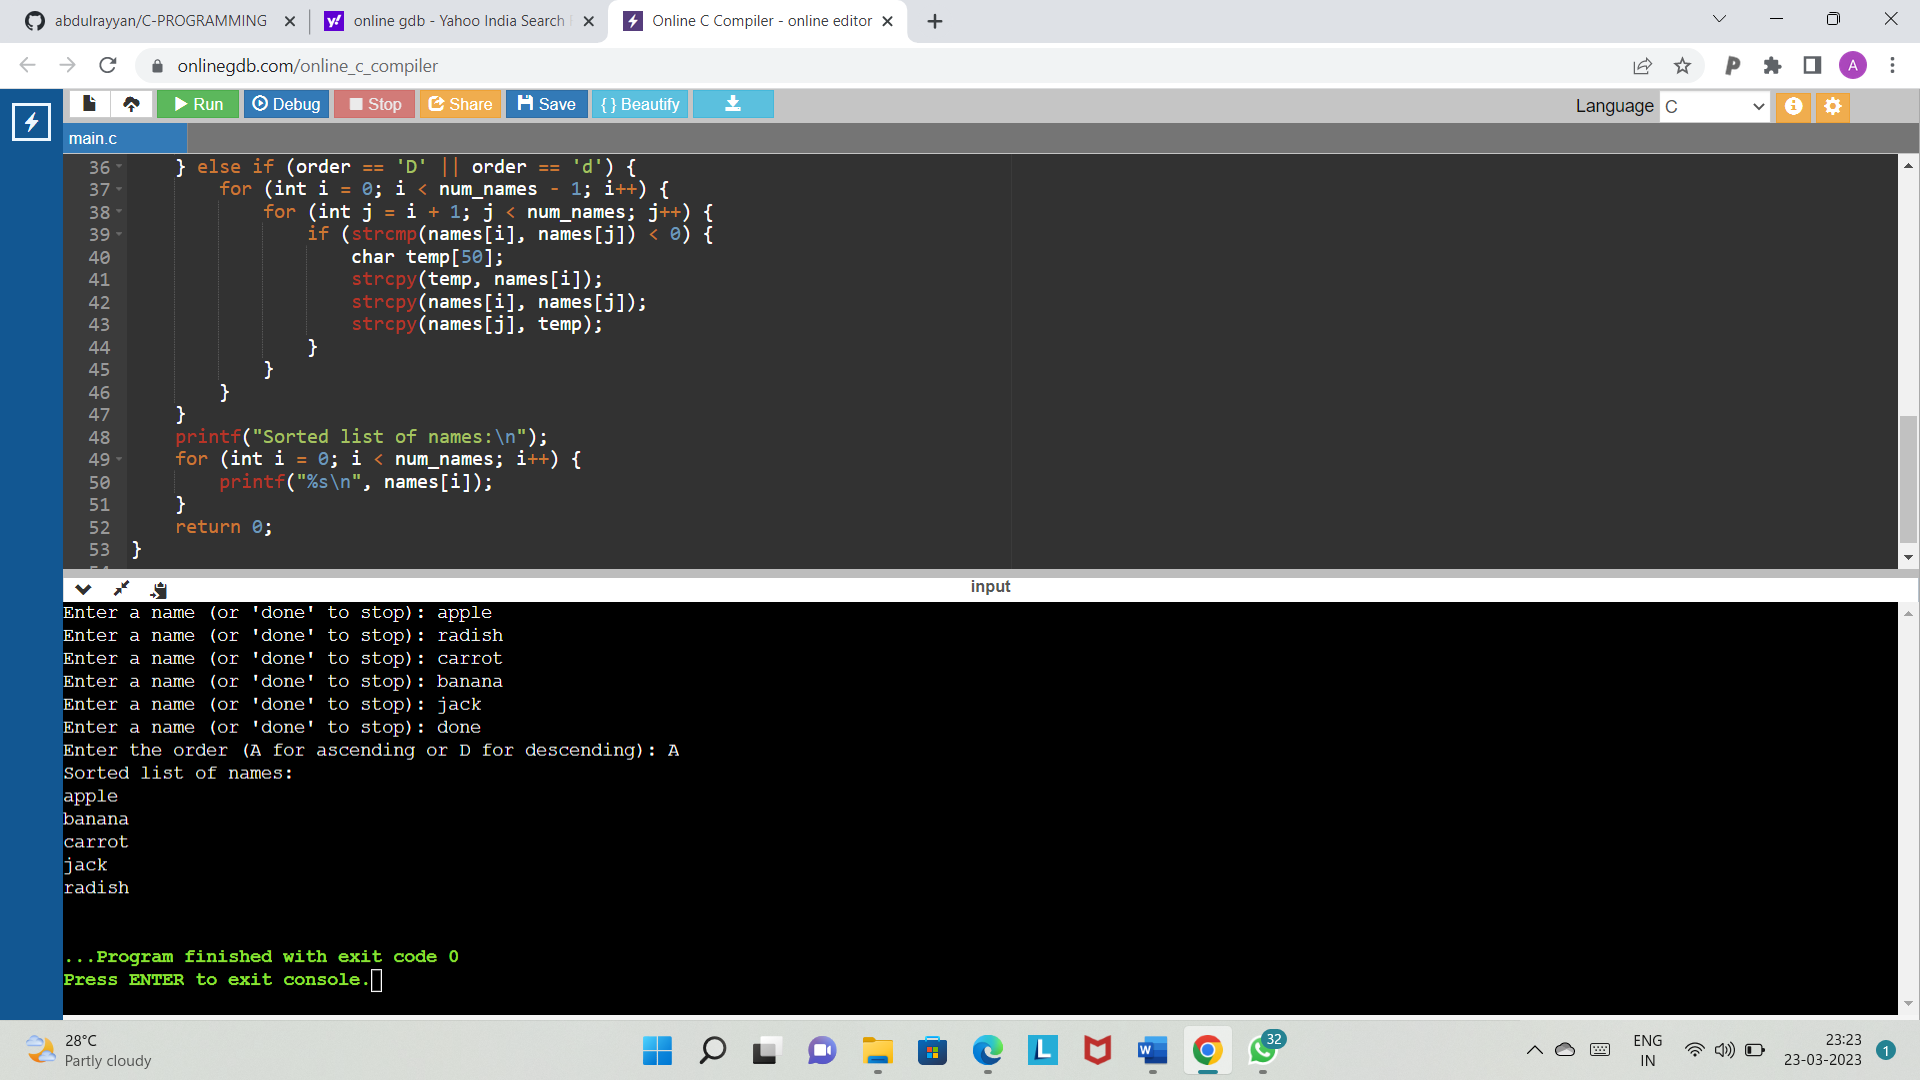 abdulrayyan/C-PROGRAMMING
online gdb - Yahoo India Search
Online C Compiler - online editor
onlinegdb.com/online_c_compiler
A
Run Debug Stop Share Save { } Beautify
Language C
main.c
36 } else if (order == 'D' || order == 'd') {
37 for (int i = 0; i < num_names - 1; i++) {
38 for (int j = i + 1; j < num_names; j++) {
39 if (strcmp(names[i], names[j]) < 0) {
40 char temp[50];
41 strcpy(temp, names[i]);
42 strcpy(names[i], names[j]);
43 strcpy(names[j], temp);
44 }
45 }
46 }
47 }
48 printf("Sorted list of names:\n");
49 for (int i = 0; i < num_names; i++) {
50 printf("%s\n", names[i]);
51 }
52 return 0;
53 }
input
Enter a name (or 'done' to stop): apple
Enter a name (or 'done' to stop): radish
Enter a name (or 'done' to stop): carrot
Enter a name (or 'done' to stop): banana
Enter a name (or 'done' to stop): jack
Enter a name (or 'done' to stop): done
Enter the order (A for ascending or D for descending): A
Sorted list of names:
apple
banana
carrot
jack
radish
...Program finished with exit code 0
Press ENTER to exit console.
28°C
Partly cloudy
32
ENG
IN
23:23
23-03-2023
1